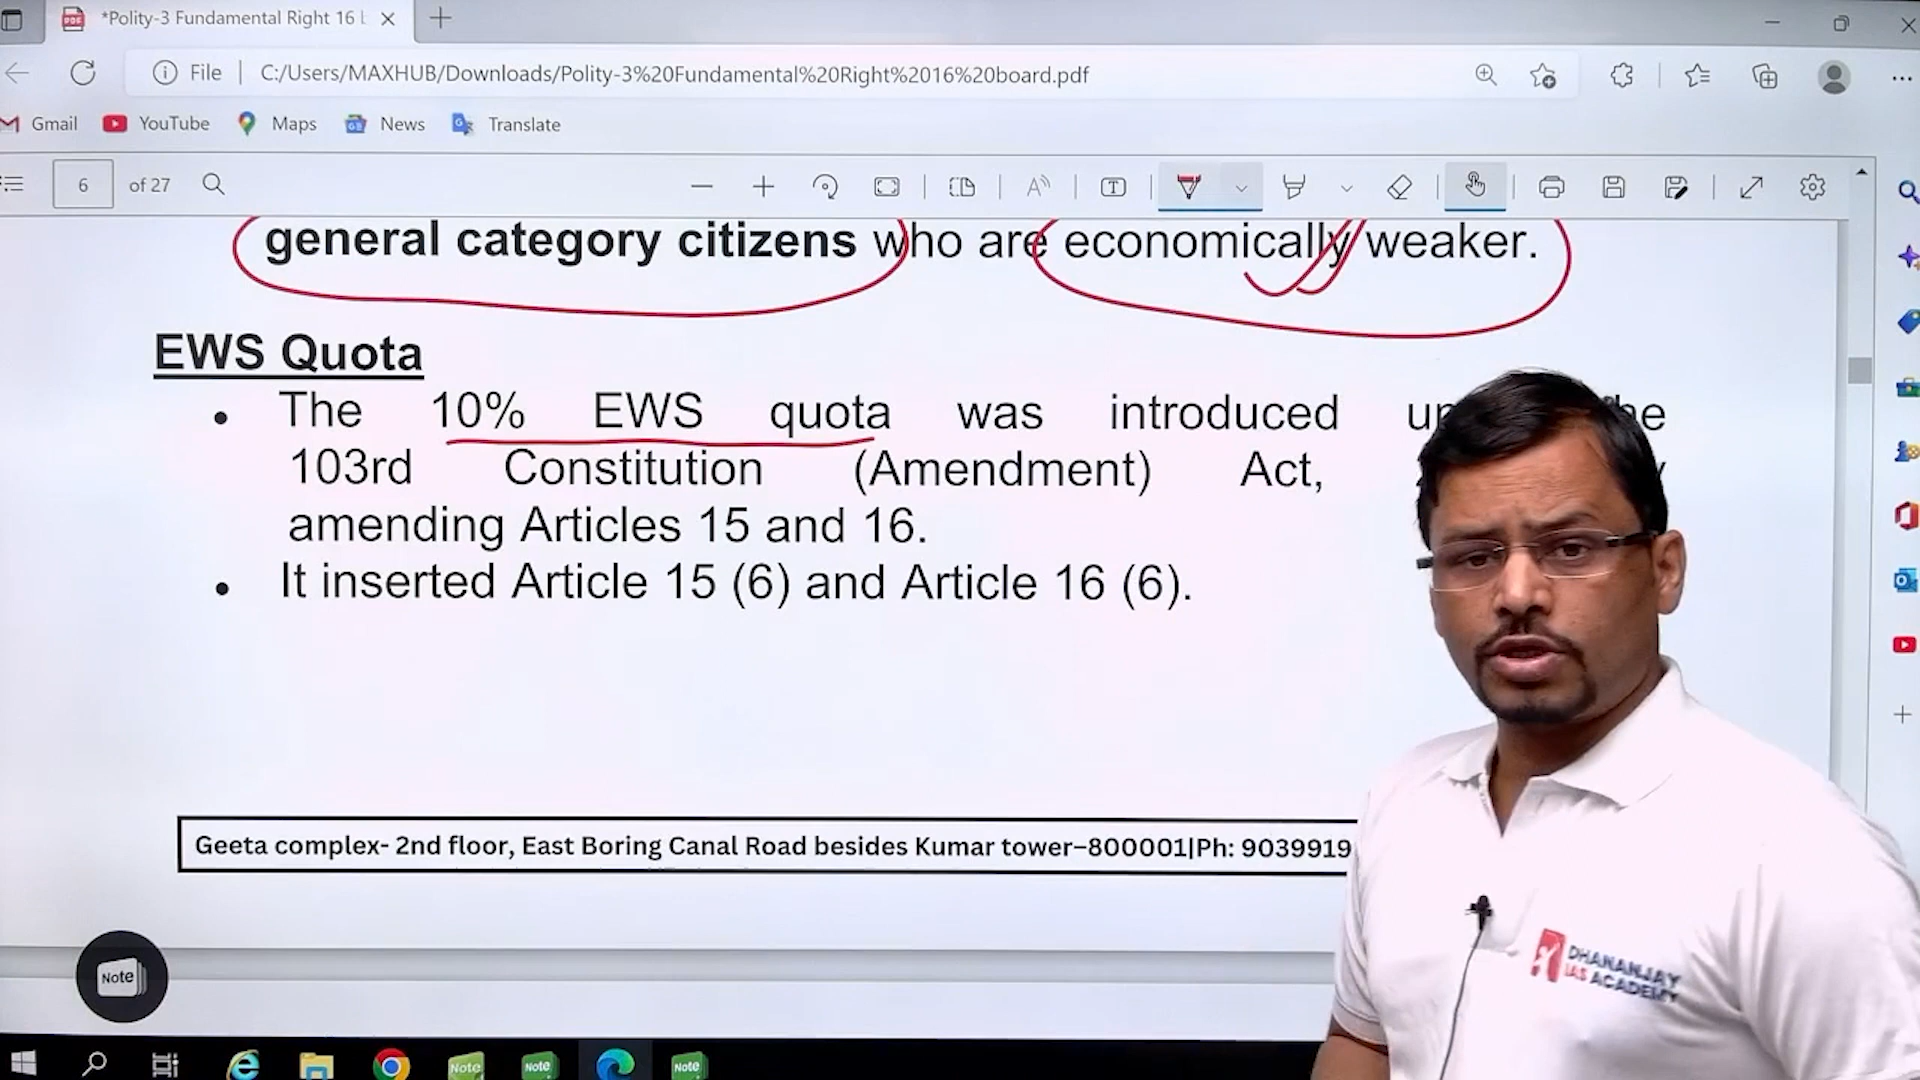 *Polity-3 Fundamental Right 16 l
File
C:/Users/MAXHUB/Downloads/Polity-3%20Fundamental%20Right%2016%20board.pdf
Gmail YouTube Maps News Translate
6 of 27
general category citizens who are economically weaker.
EWS Quota
• The 10% EWS quota was introduced
103rd Constitution (Amendment) Act,
amending Articles 15 and 16.
• It inserted Article 15 (6) and Article 16 (6).
Geeta complex- 2nd floor, East Boring Canal Road besides Kumar tower–800001|Ph: 9039919
Note
DHANANJAY
IAS ACADEMY
Note Note Note